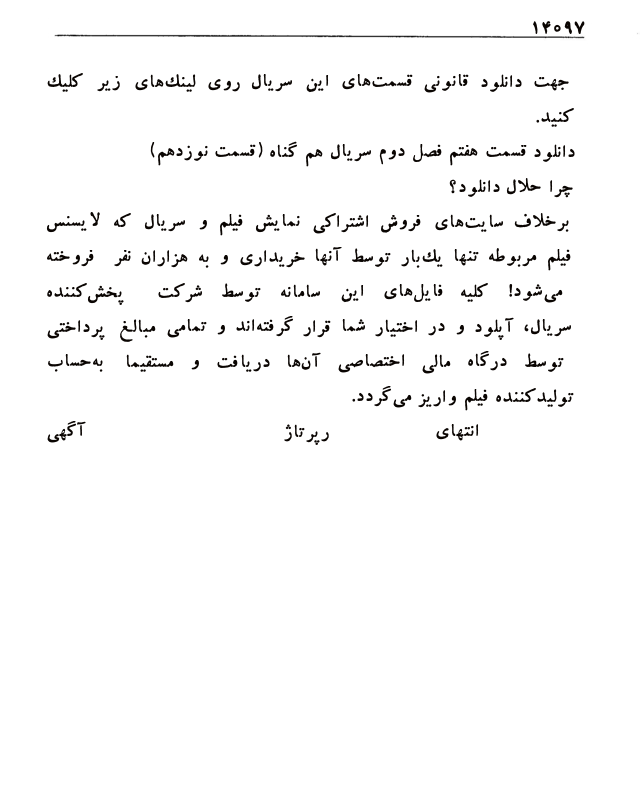 ۱۴۰۹۷
جهت دانلود قانونی قسمت‌های این سریال روی لینك‌های زیر کلیك
کنید.
دانلود قسمت هفتم فصل دوم سریال هم گناه (قسمت نوزدهم)
چرا حلال دانلود؟
برخلاف سایت‌های فروش اشتراکی نمایش فیلم و سریال که لایسنس
فیلم مربوطه تنها یك‌بار توسط آنها خریداری و به هزاران نفر فروخته
می‌شود! کلیه فایل‌های این سامانه توسط شرکت پخش‌کننده
سریال، آپلود و در اختیار شما قرار گرفته‌اند و تمامی مبالغ پرداختی
توسط درگاه مالی اختصاصی آن‌ها دریافت و مستقیما به‌حساب
تولیدکننده فیلم واریز می‌گردد.
انتهای رپرتاژ آگهی